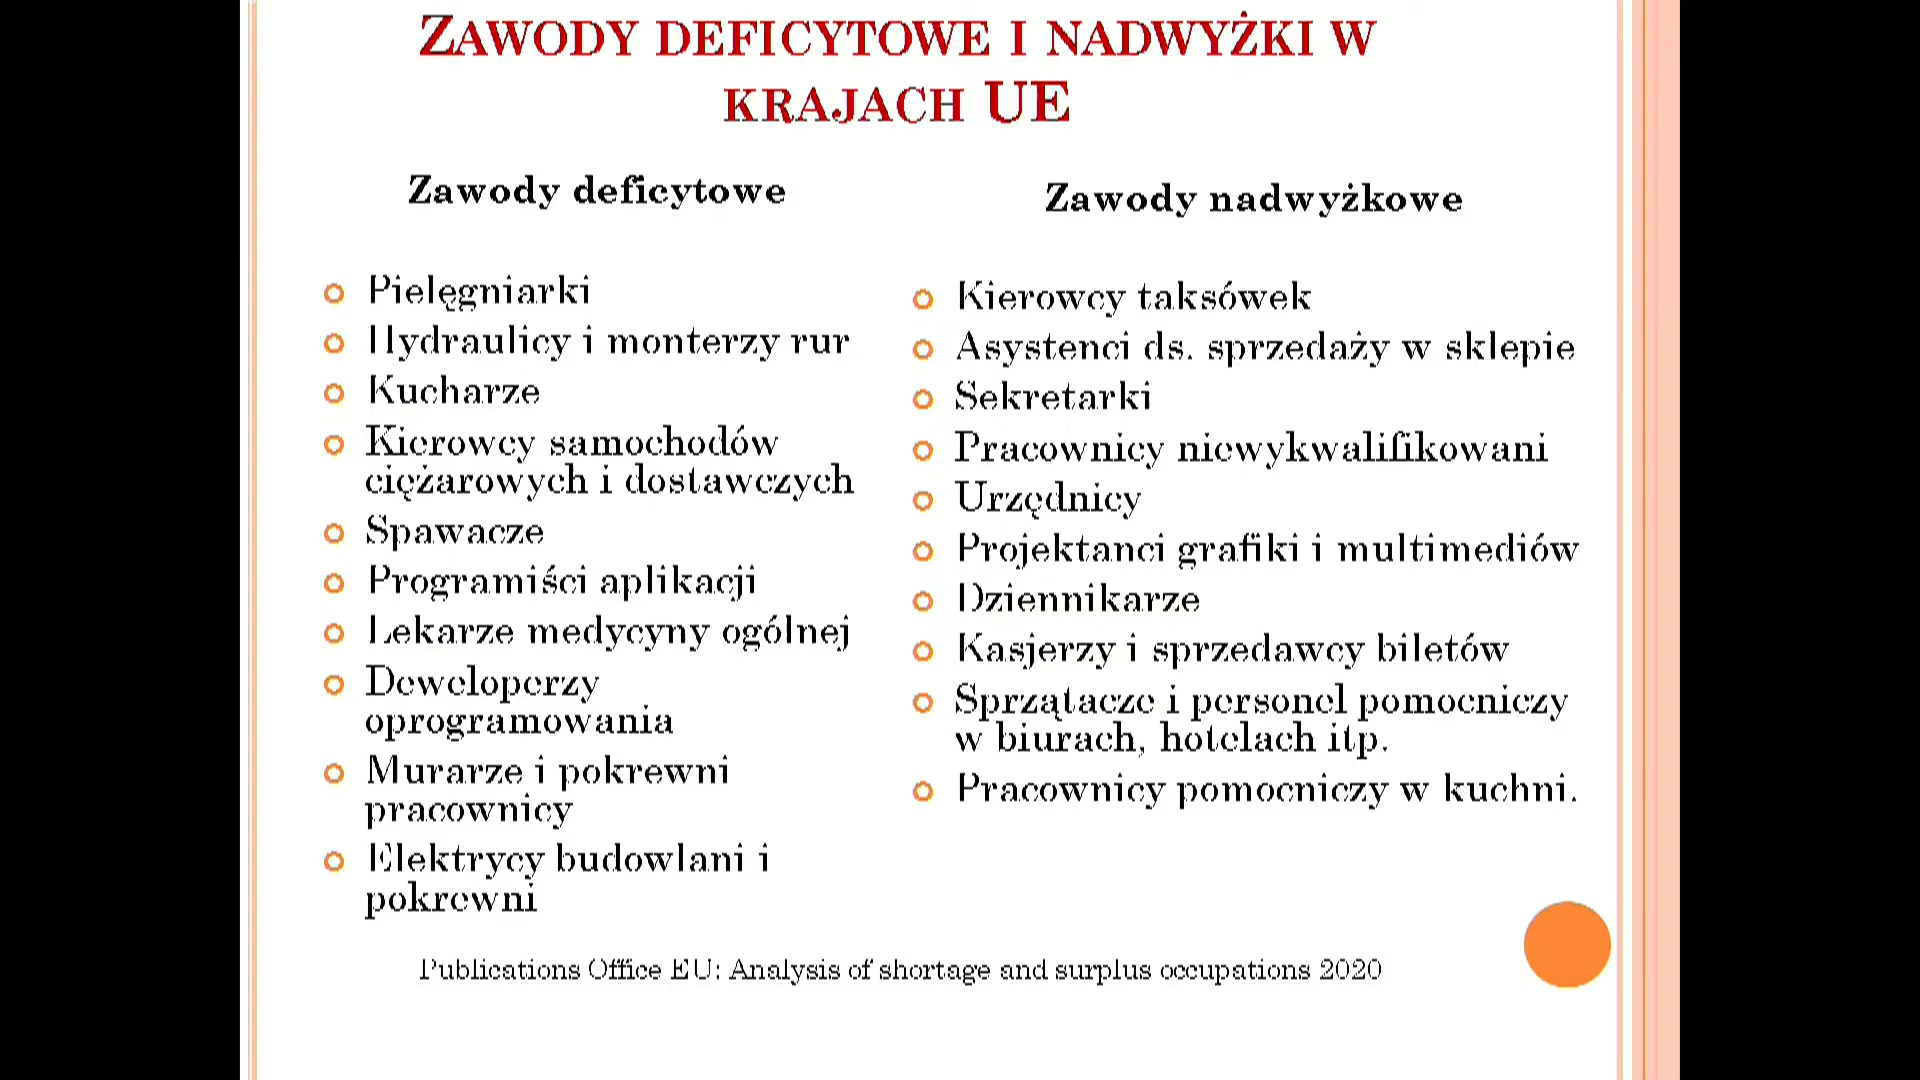 Zawody deficytowe i nadwyżki w
krajach UE
Zawody deficytowe
Pielęgniarki
Hydraulicy i monterzy rur
Kucharze
Kierowcy samochodów
ciężarowych i dostawczych
Spawacze
Programiści aplikacji
Lekarze medycyny ogólnej
Deweloperzy
oprogramowania
Murarze i pokrewni
pracownicy
Elektrycy budowlani i
pokrewni
Zawody nadwyżkowe
Kierowcy taksówek
Asystenci ds. sprzedaży w sklepie
Sekretarki
Pracownicy niewykwalifikowani
Urzędnicy
Projektanci grafiki i multimediów
Dziennikarze
Kasjerzy i sprzedawcy biletów
Sprzątacze i personel pomocniczy
w biurach, hotelach itp.
Pracownicy pomocniczy w kuchni.
Publications Office EU: Analysis of shortage and surplus occupations 2020